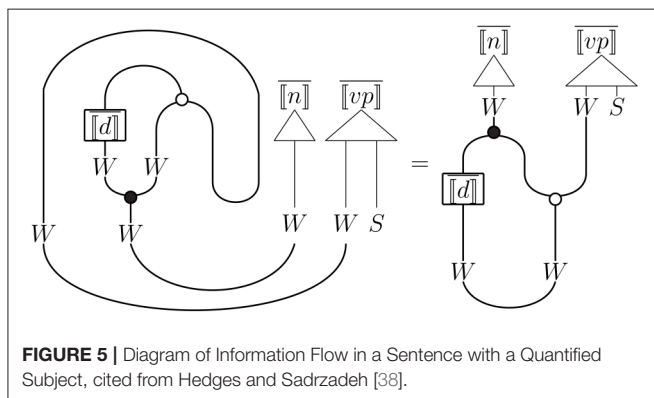 ⟦n⟧ ⟦vp⟧
⟦n⟧ ⟦vp⟧
W W S
⟦d⟧
W W
=
⟦d⟧
W W W S
W W
W W
FIGURE 5 | Diagram of Information Flow in a Sentence with a Quantified
Subject, cited from Hedges and Sadrzadeh [38].